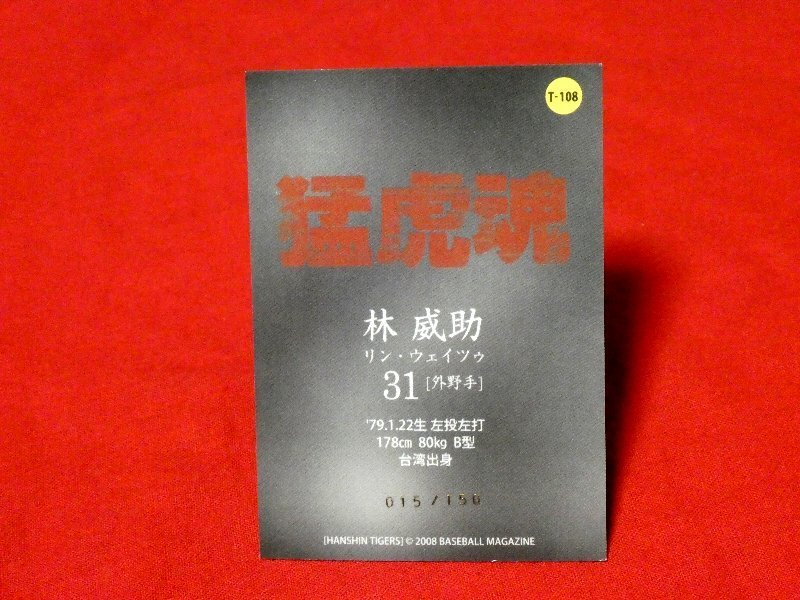 T-108
猛虎魂
林 威助
リン・ウェイツゥ
31 [外野手]
'79.1.22生 左投左打
178㎝ 80㎏ B型
台湾出身
015/150
[HANSHIN TIGERS] © 2008 BASEBALL MAGAZINE